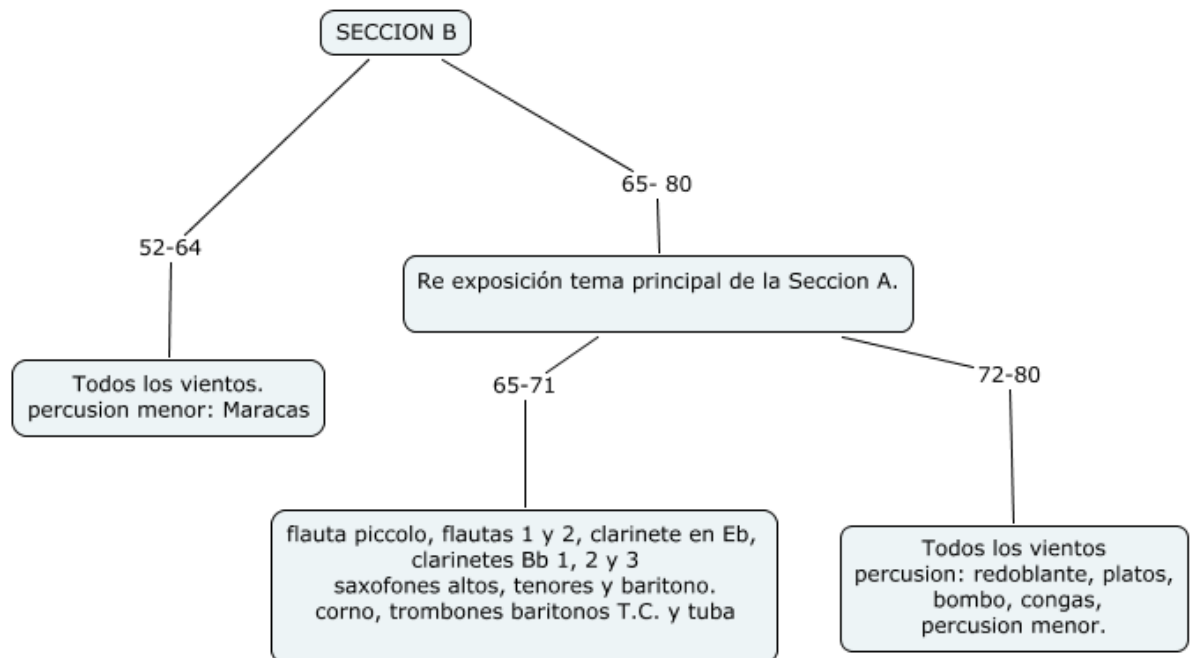 SECCION B
65- 80
52-64
Re exposición tema principal de la Seccion A.
Todos los vientos.
percusion menor: Maracas
65-71
72-80
flauta piccolo, flautas 1 y 2, clarinete en Eb,
clarinetes Bb 1, 2 y 3
saxofones altos, tenores y baritono.
corno, trombones baritonos T.C. y tuba
Todos los vientos
percusion: redoblante, platos,
bombo, congas,
percusion menor.